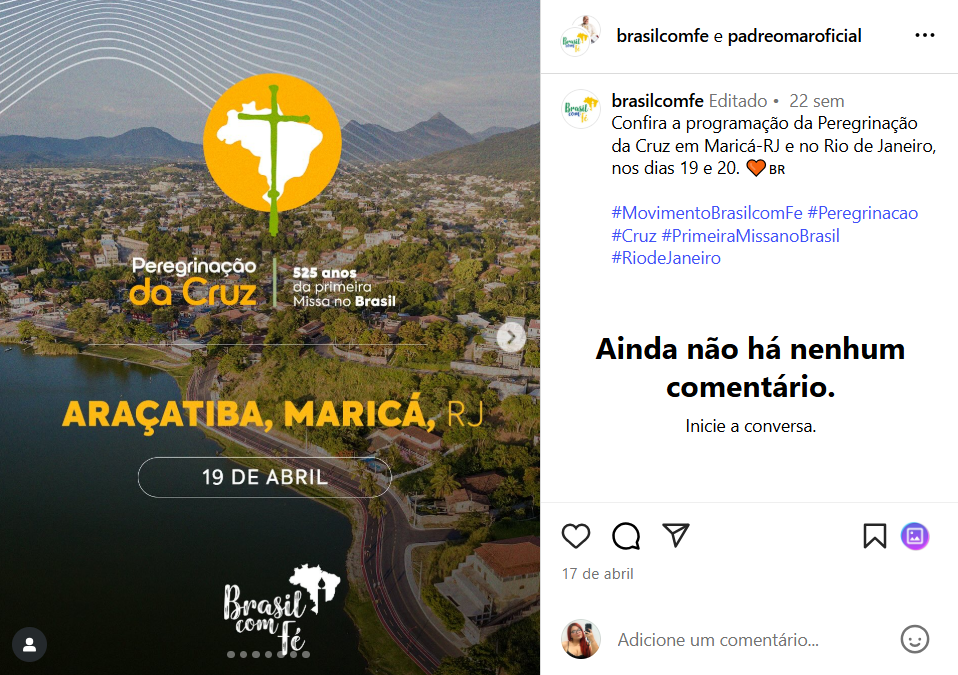 Peregrinação
da Cruz
525 anos
da primeira
Missa no Brasil
ARAÇATIBA, MARICÁ, RJ
19 DE ABRIL
Brasil
com
Fé
brasilcomfe e padreomaroficial
Brasil
com fé
brasilcomfe Editado • 22 sem
Confira a programação da Peregrinação
da Cruz em Maricá-RJ e no Rio de Janeiro,
nos dias 19 e 20. 🧡 BR
#MovimentoBrasilcomFe #Peregrinacao
#Cruz #PrimeiraMissanoBrasil
#RiodeJaneiro
Ainda não há nenhum
comentário.
Inicie a conversa.
17 de abril
Adicione um comentário...